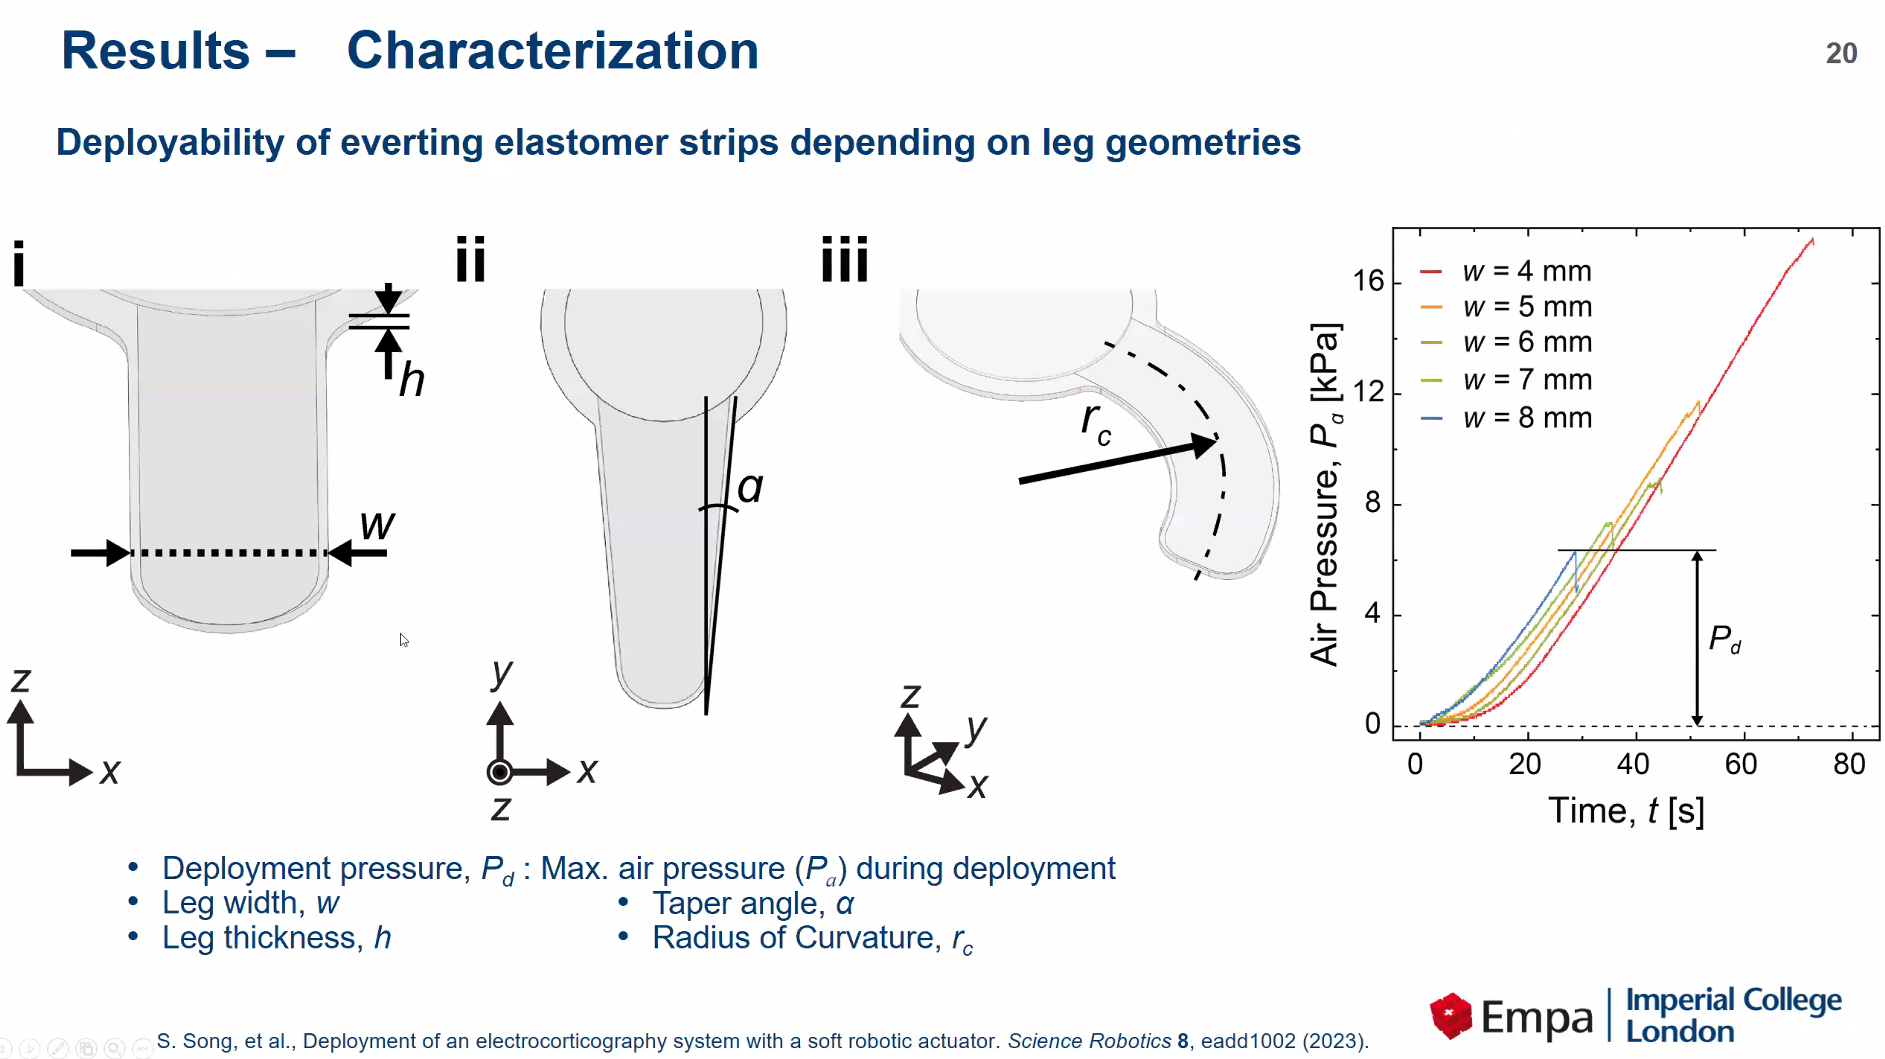 Results – Characterization
20
Deployability of everting elastomer strips depending on leg geometries
i
h
w
z
x
ii
α
y
x
z
iii
r_c
z
y
x
Air Pressure, P_a [kPa]
16
12
8
4
0
w = 4 mm
w = 5 mm
w = 6 mm
w = 7 mm
w = 8 mm
P_d
0 20 40 60 80
Time, t [s]
• Deployment pressure, P_d : Max. air pressure (P_a) during deployment
• Leg width, w
• Taper angle, α
• Leg thickness, h
• Radius of Curvature, r_c
Empa
Imperial College
London
S. Song, et al., Deployment of an electrocorticography system with a soft robotic actuator. Science Robotics 8, eadd1002 (2023).